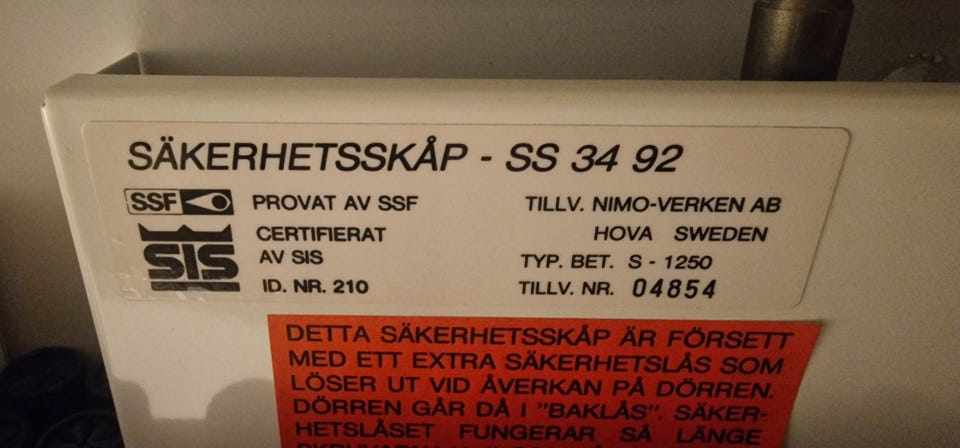 SÄKERHETSSKÅP - SS 34 92
SSF PROVAT AV SSF
SIS CERTIFIERAT
AV SIS
ID. NR. 210
TILLV. NIMO-VERKEN AB
HOVA SWEDEN
TYP. BET. S - 1250
TILLV. NR. 04854
DETTA SÄKERHETSSKÅP ÄR FÖRSETT
MED ETT EXTRA SÄKERHETSLÅS SOM
LÖSER UT VID ÅVERKAN PÅ DÖRREN.
DÖRREN GÅR DÅ I "BAKLÅS". SÄKER-
HETSLÅSET FUNGERAR SÅ LÄNGE